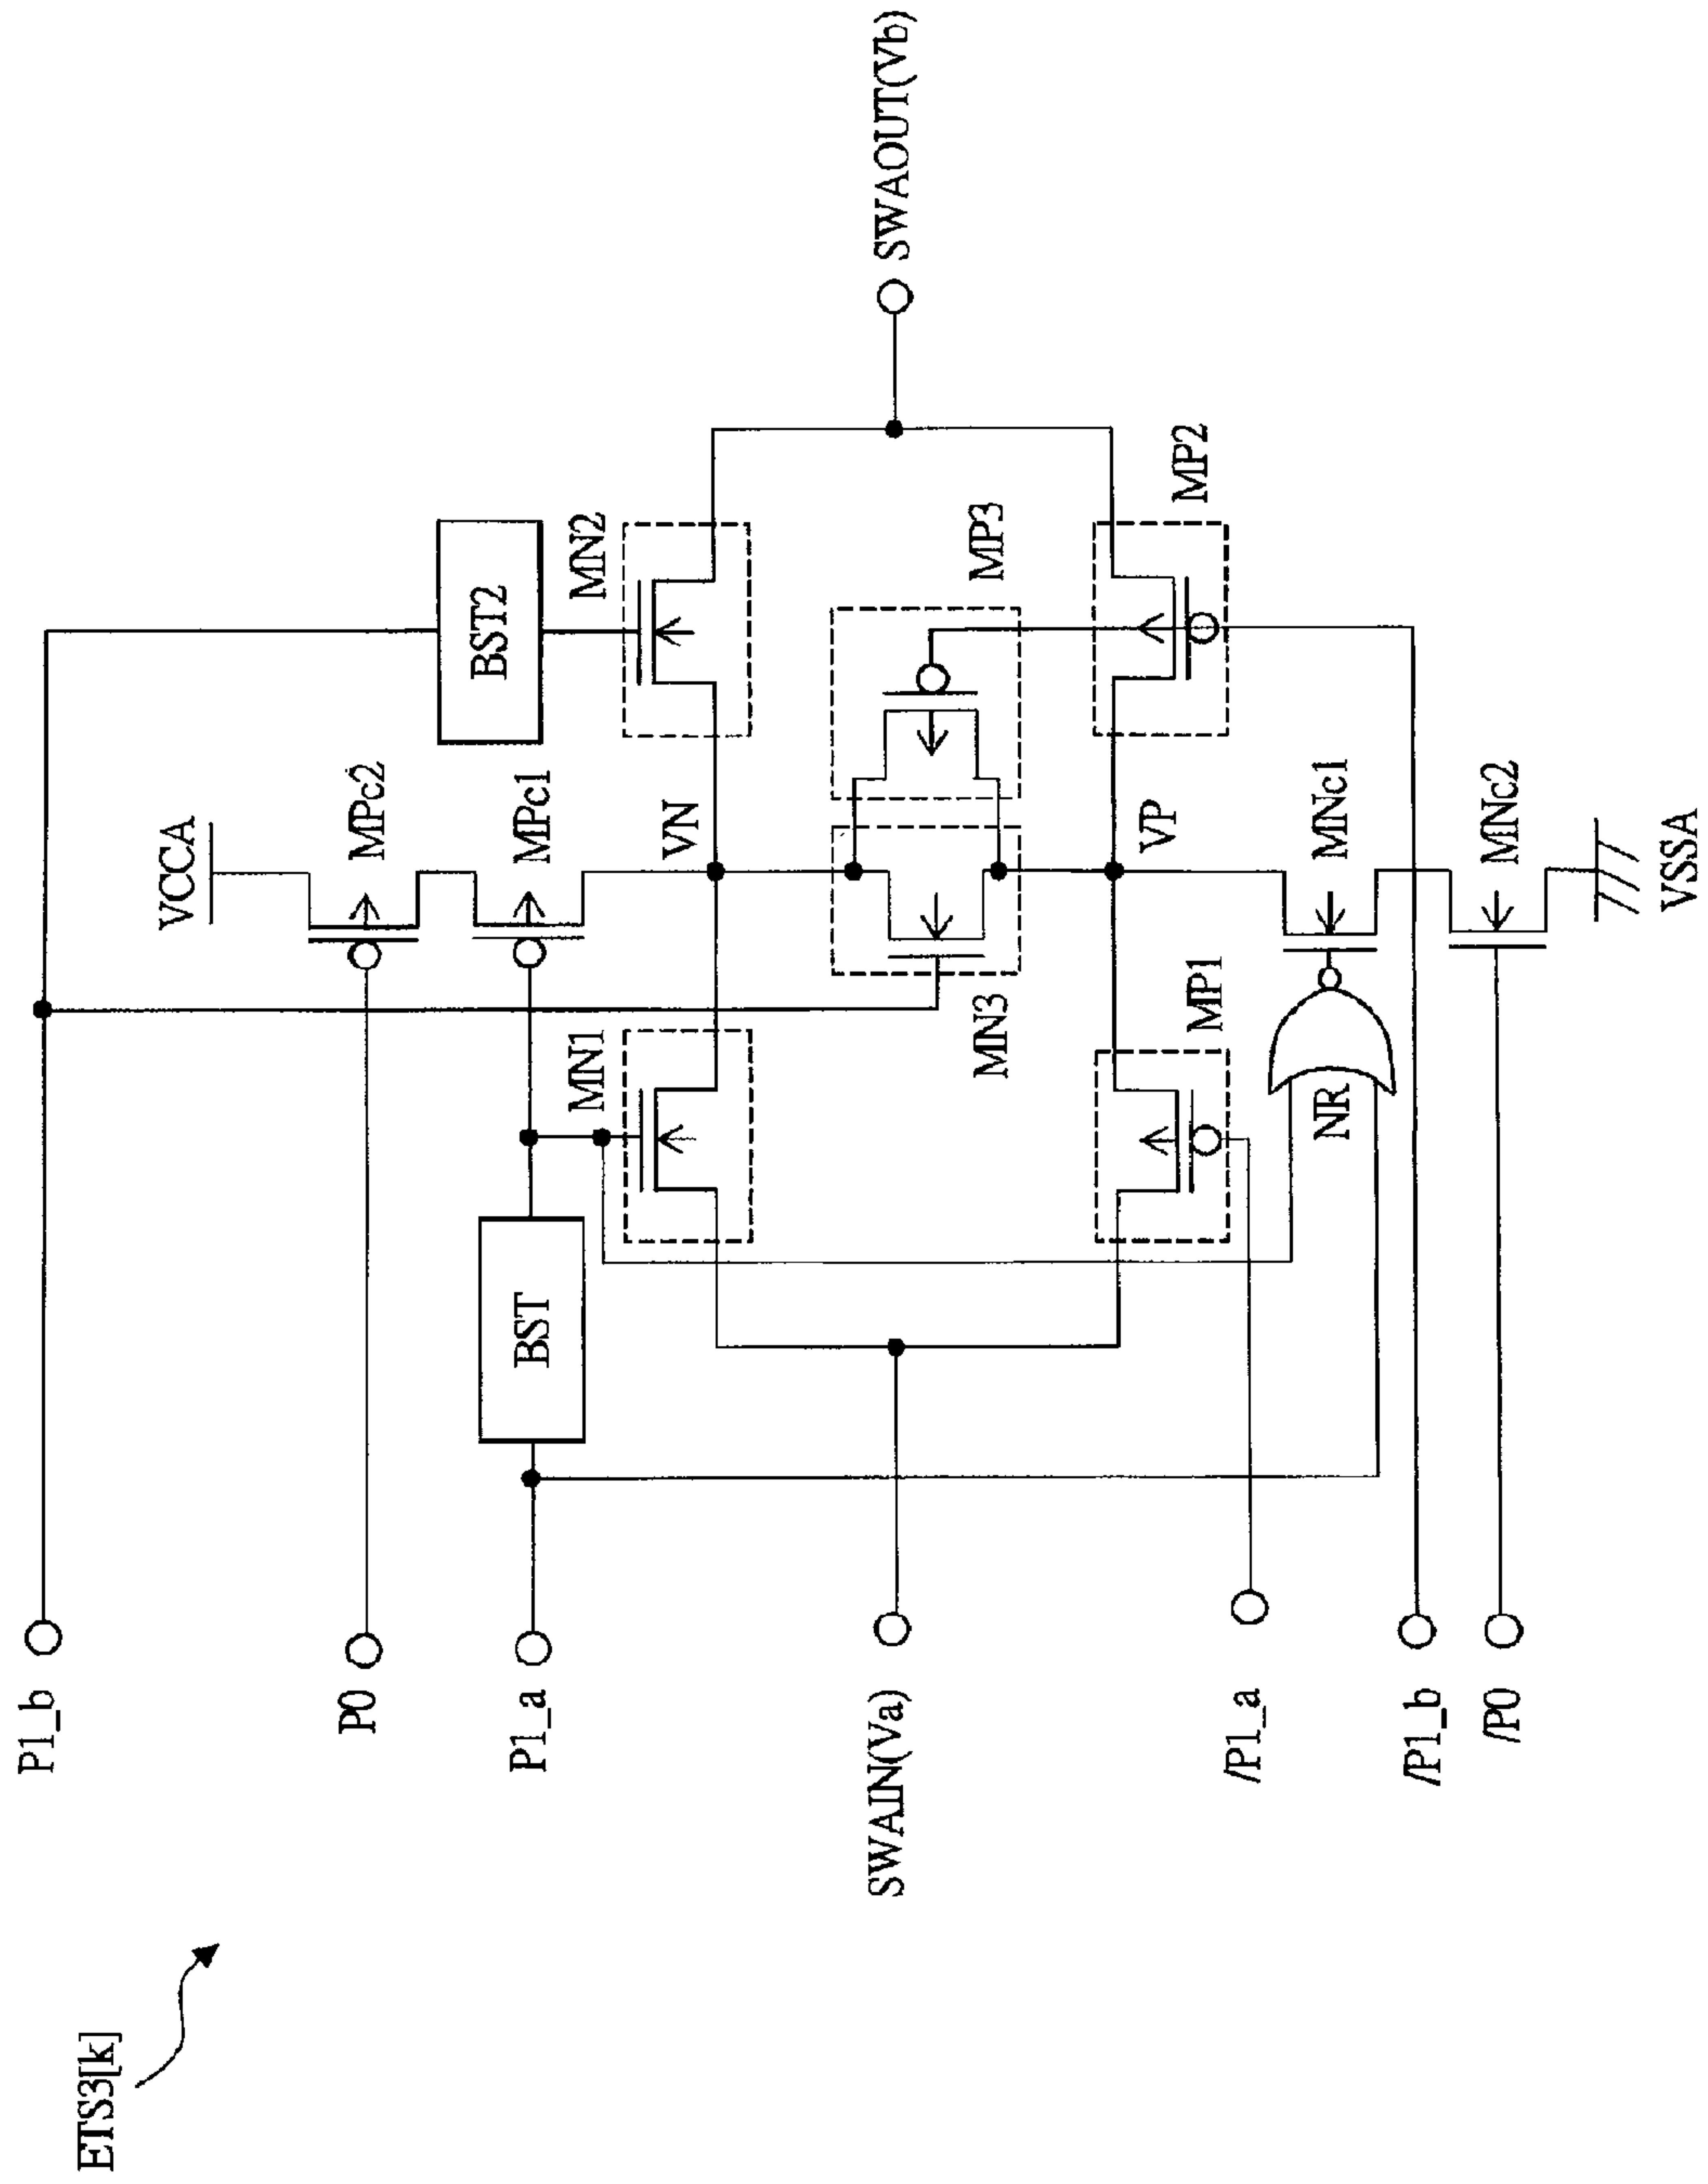 ETS3[k]
P1_b
P0
P1_a
SWAIN(Va)
/P1_a
/P1_b
/P0
VCCA
MPc2
MPc1
BST
BST2
MN1
MN2
VN
MN3
MP3
SWAOUT(Vb)
VP
MP1
MP2
NR
MNc1
MNc2
VSSA